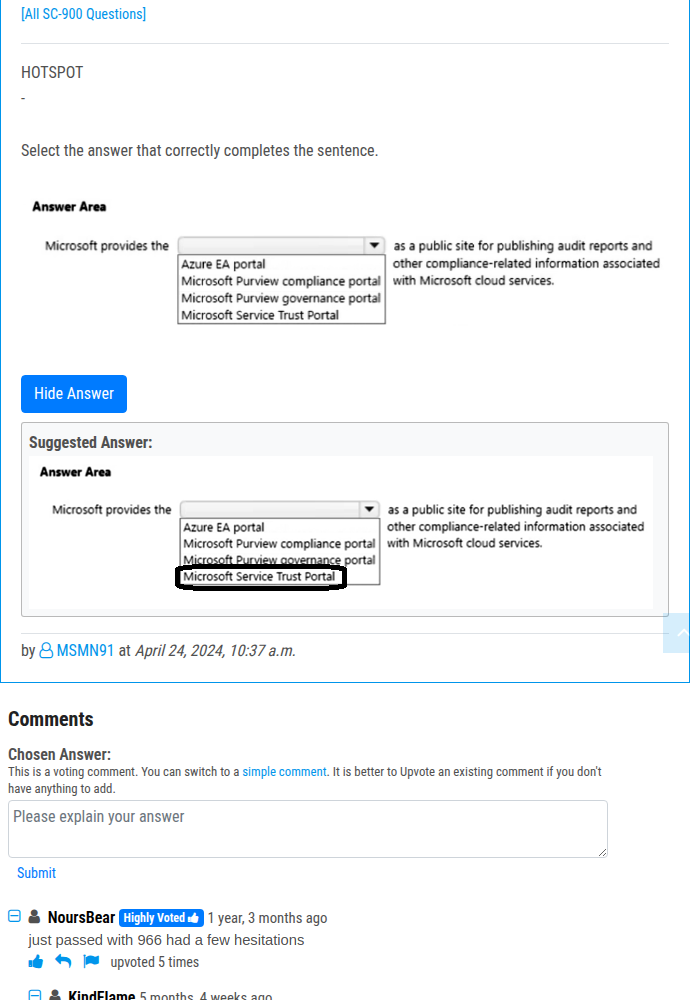 [All SC-900 Questions]
HOTSPOT
-
Select the answer that correctly completes the sentence.
Answer Area
Microsoft provides the
Azure EA portal
Microsoft Purview compliance portal
Microsoft Purview governance portal
Microsoft Service Trust Portal
as a public site for publishing audit reports and
other compliance-related information associated
with Microsoft cloud services.
Hide Answer
Suggested Answer:
Answer Area
Microsoft provides the
Azure EA portal
Microsoft Purview compliance portal
Microsoft Purview governance portal
Microsoft Service Trust Portal
as a public site for publishing audit reports and
other compliance-related information associated
with Microsoft cloud services.
by MSMN91 at April 24, 2024, 10:37 a.m.
Comments
Chosen Answer:
This is a voting comment. You can switch to a simple comment. It is better to Upvote an existing comment if you don't
have anything to add.
Please explain your answer
Submit
NoursBear Highly Voted 1 year, 3 months ago
just passed with 966 had a few hesitations
upvoted 5 times
KindFlame 5 months, 4 weeks ago